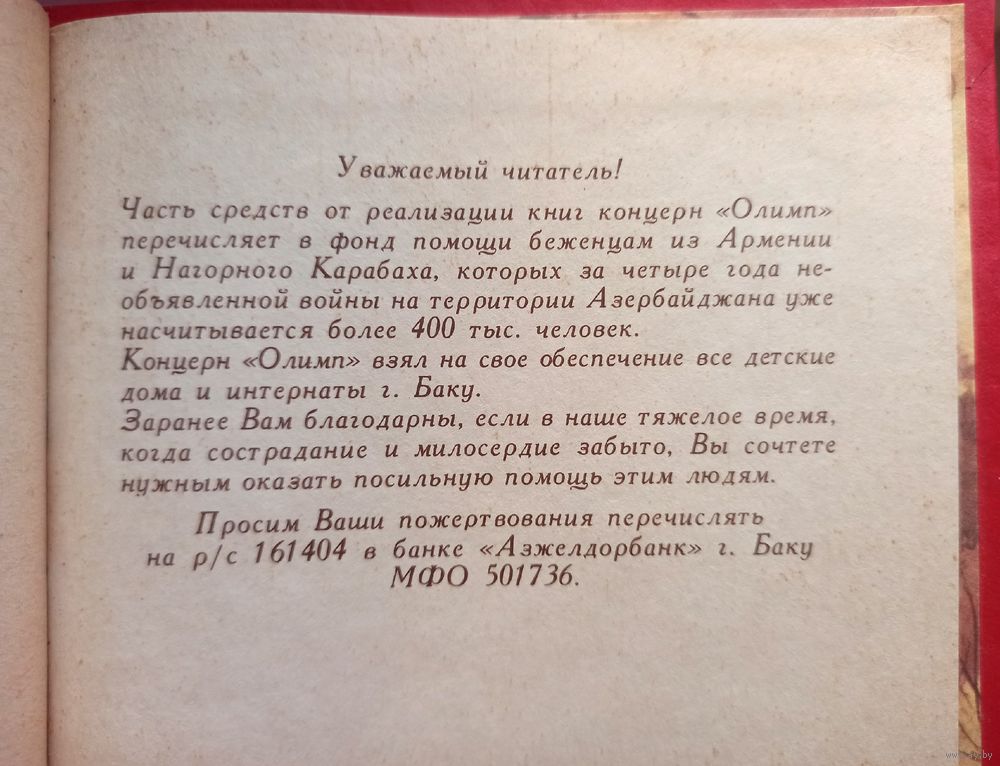 Уважаемый читатель!
Часть средств от реализации книг концерн «Олимп»
перечисляет в фонд помощи беженцам из Армении
и Нагорного Карабаха, которых за четыре года не-
объявленной войны на территории Азербайджана уже
насчитывается более 400 тыс. человек.
Концерн «Олимп» взял на свое обеспечение все детские
дома и интернаты г. Баку.
Заранее Вам благодарны, если в наше тяжелое время,
когда сострадание и милосердие забыто, Вы сочтете
нужным оказать посильную помощь этим людям.
Просим Ваши пожертвования перечислять
на р/с 161404 в банке «Азжелдорбанк» г. Баку
МФО 501736.